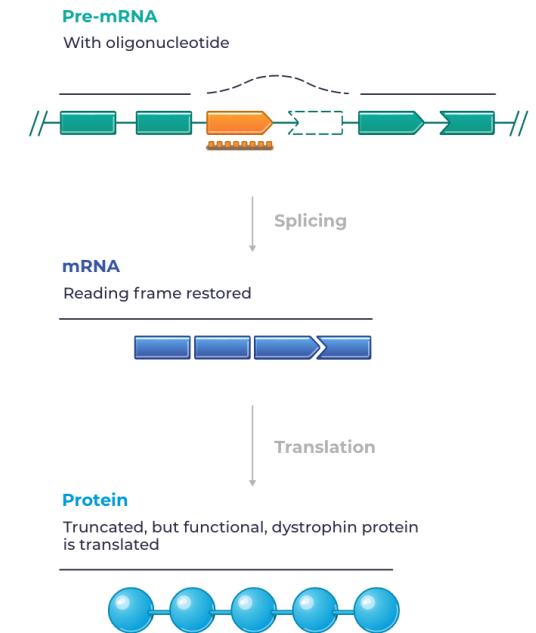 Pre-mRNA
With oligonucleotide
Splicing
mRNA
Reading frame restored
Translation
Protein
Truncated, but functional, dystrophin protein
is translated